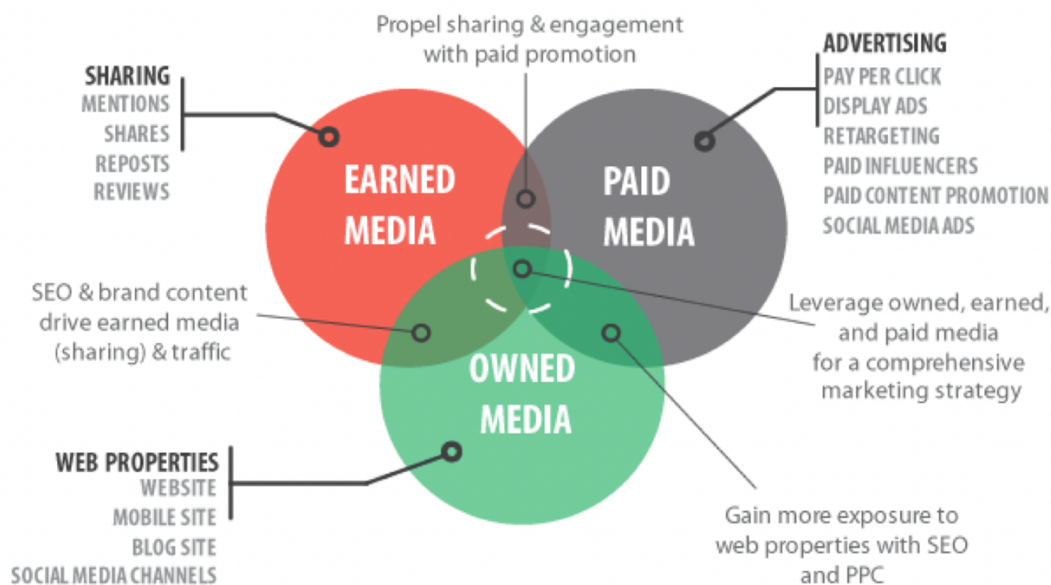 Propel sharing & engagement
with paid promotion
SHARING
MENTIONS
SHARES
REPOSTS
REVIEWS
ADVERTISING
PAY PER CLICK
DISPLAY ADS
RETARGETING
PAID INFLUENCERS
PAID CONTENT PROMOTION
SOCIAL MEDIA ADS
EARNED
MEDIA
PAID
MEDIA
SEO & brand content
drive earned media
(sharing) & traffic
Leverage owned, earned,
and paid media
for a comprehensive
marketing strategy
OWNED
MEDIA
WEB PROPERTIES
WEBSITE
MOBILE SITE
BLOG SITE
SOCIAL MEDIA CHANNELS
Gain more exposure to
web properties with SEO
and PPC